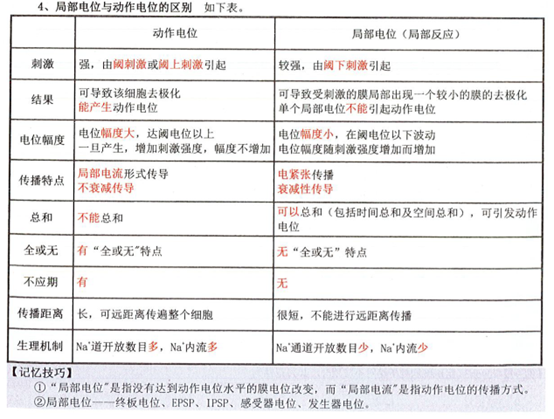 4、局部电位与动作电位的区别 如下表。
动作电位 局部电位（局部反应）
刺激 强，由阈刺激或阈上刺激引起 较强，由阈下刺激引起
结果 可导致该细胞去极化 可导致受刺激的膜局部出现一个较小的膜的去极化
能产生动作电位 单个局部电位不能引起动作电位
电位幅度 电位幅度大，达阈电位以上 电位幅度小，在阈电位以下波动
一旦产生，增加刺激强度，幅度不增加 电位幅度随刺激强度增加而增加
传播特点 局部电流形式传导 电紧张传播
不衰减传导 衰减性传导
总和 不能总和 可以总和（包括时间总和及空间总和），可引发动作
电位
全或无 有“全或无"特点 无“全或无”特点
不应期 有 无
传播距离 长，可远距离传遍整个细胞 很短，不能进行远距离传播
生理机制 Na⁺道开放数目多，Na⁺内流多 Na⁺通道开放数目少，Na⁺内流少
【记忆技巧】
①“局部电位"是指没有达到动作电位水平的膜电位改变，而“局部电流"是指动作电位的传播方式。
②局部电位——终板电位、EPSP、IPSP、感受器电位、发生器电位。